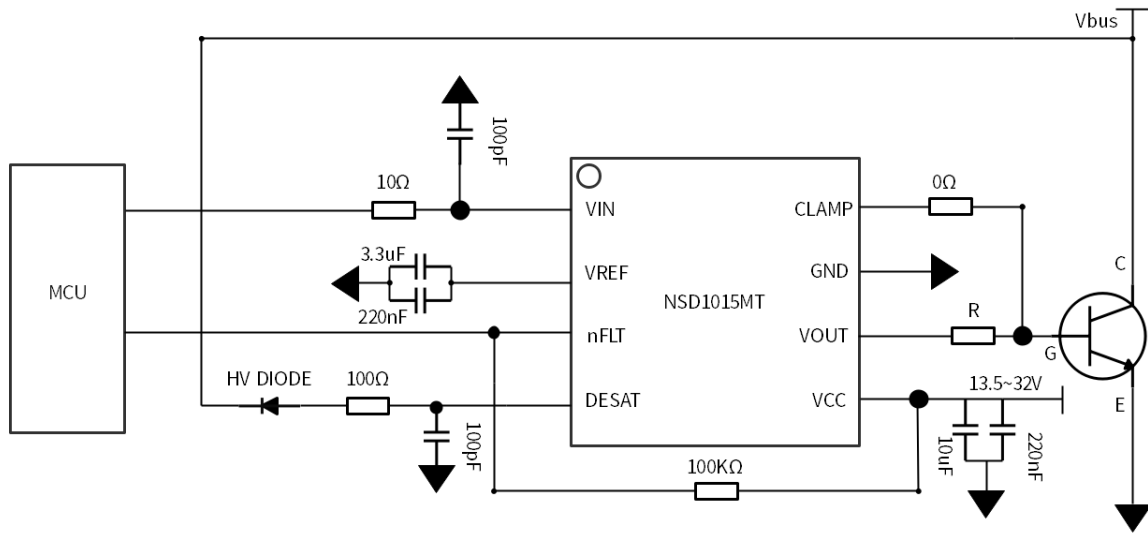 Vbus
100pF
10Ω
VIN
CLAMP
0Ω
3.3uF
VREF
GND
C
MCU
NSD1015MT
220nF
nFLT
VOUT
R
G
HV DIODE
100Ω
DESAT
VCC
13.5~32V
E
100pF
10uF
220nF
100KΩ